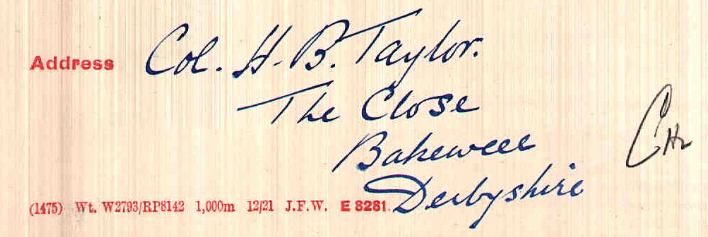 Address Col. H. B. Taylor.
The Close
Bakewell
Derbyshire
(1475) Wt. W2793/RP8142 1,000m 12/21 J.F.W. E 8281.